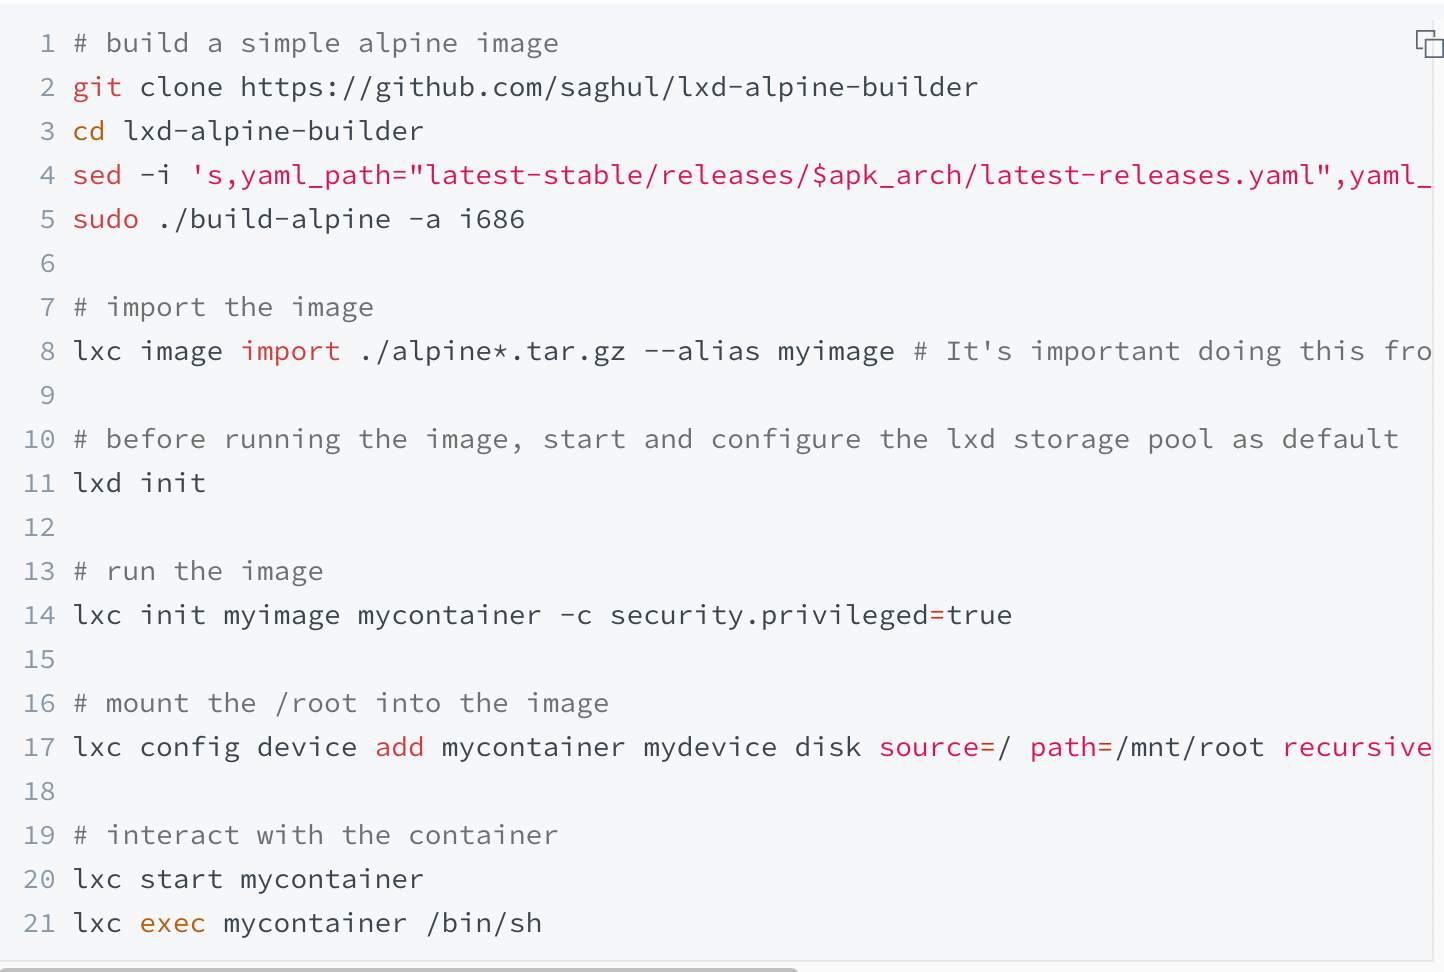 1 # build a simple alpine image
2 git clone https://github.com/saghul/lxd-alpine-builder
3 cd lxd-alpine-builder
4 sed -i 's,yaml_path="latest-stable/releases/$apk_arch/latest-releases.yaml",yaml_
5 sudo ./build-alpine -a i686
6
7 # import the image
8 lxc image import ./alpine*.tar.gz --alias myimage # It's important doing this fro
9
10 # before running the image, start and configure the lxd storage pool as default
11 lxd init
12
13 # run the image
14 lxc init myimage mycontainer -c security.privileged=true
15
16 # mount the /root into the image
17 lxc config device add mycontainer mydevice disk source=/ path=/mnt/root recursive
18
19 # interact with the container
20 lxc start mycontainer
21 lxc exec mycontainer /bin/sh